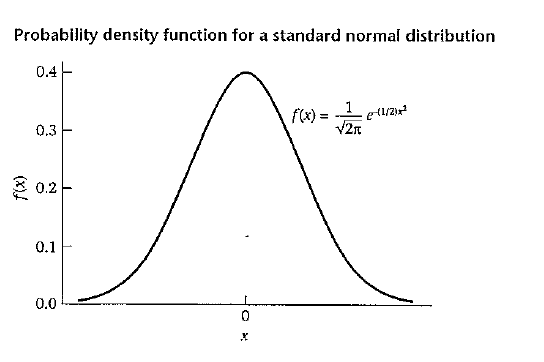 Probability density function for a standard normal distribution
0.4
f(x) = 1/√2π e^-(1/2)x²
0.3
f(x)
0.2
0.1
0.0
0
x